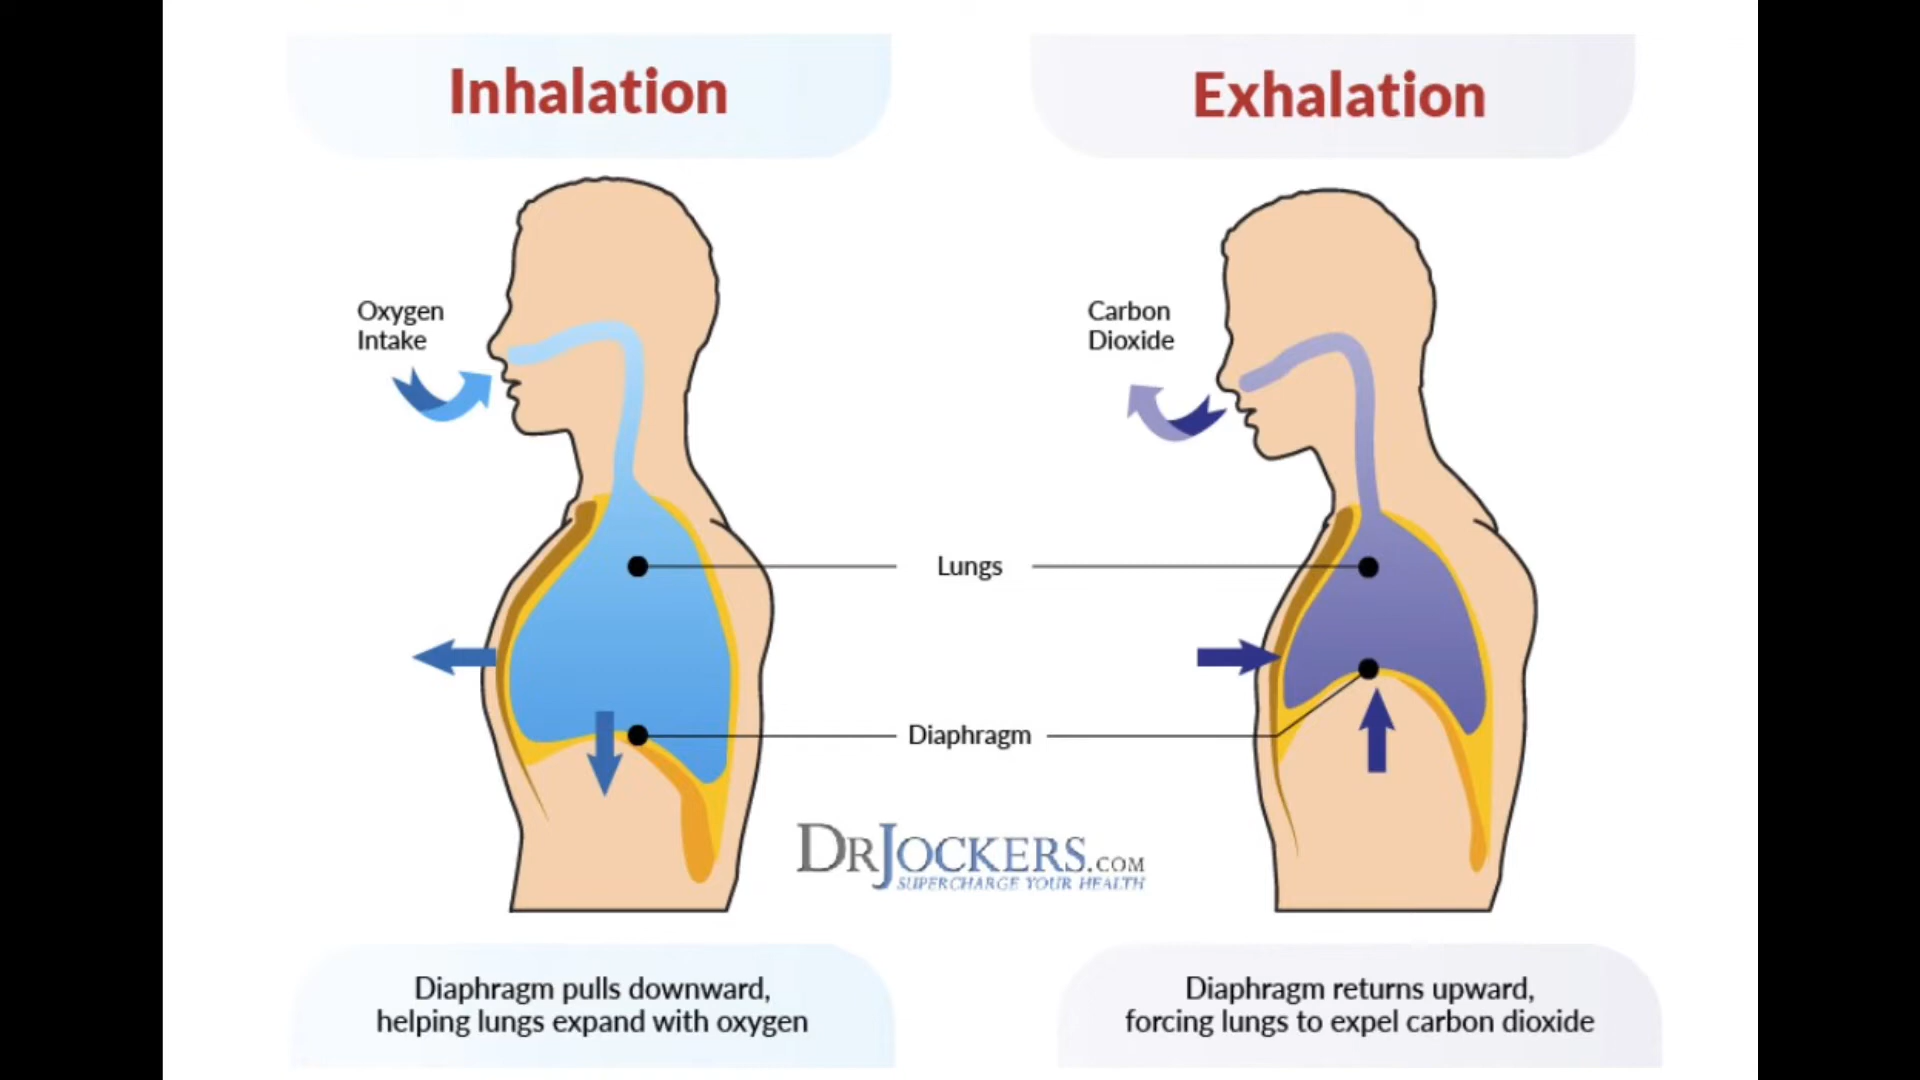 Inhalation
Exhalation
Oxygen
Intake
Carbon
Dioxide
Lungs
Diaphragm
DRJOCKERS.COM
SUPERCHARGE YOUR HEALTH
Diaphragm pulls downward,
helping lungs expand with oxygen
Diaphragm returns upward,
forcing lungs to expel carbon dioxide